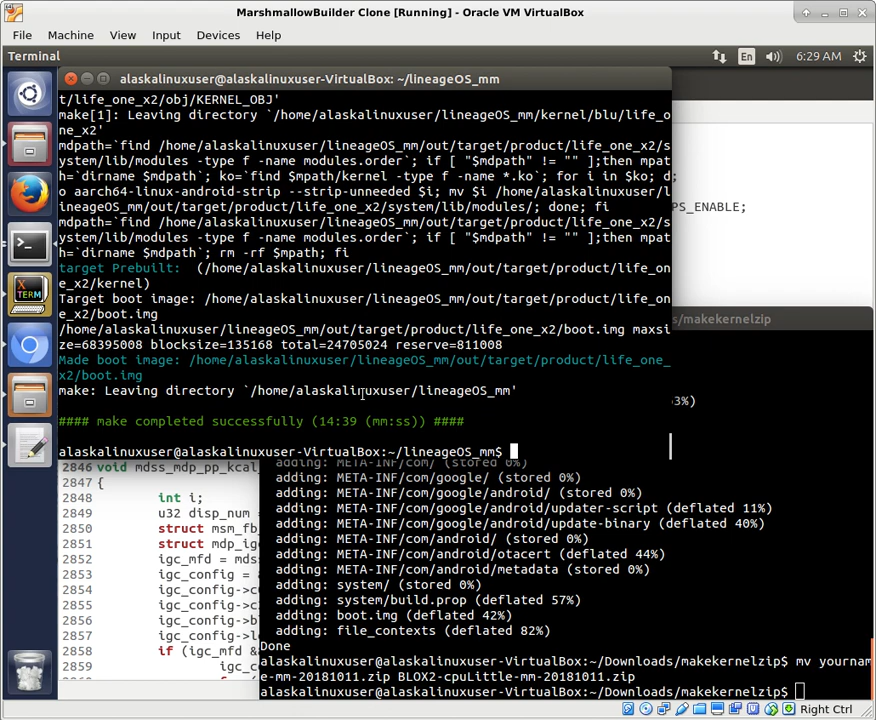 MarshmallowBuilder Clone [Running] - Oracle VM VirtualBox
File Machine View Input Devices Help
Terminal
En
6:29 AM
alaskalinuxuser@alaskalinuxuser-VirtualBox: ~/lineageOS_mm
t/life_one_x2/obj/KERNEL_OBJ'
make[1]: Leaving directory `/home/alaskalinuxuser/lineageOS_mm/kernel/blu/life_o
ne_x2'
mdpath=`find /home/alaskalinuxuser/lineageOS_mm/out/target/product/life_one_x2/s
ystem/lib/modules -type f -name modules.order`; if [ "$mdpath" != "" ];then mpat
h=`dirname $mdpath`; ko=`find $mpath/kernel -type f -name *.ko`; for i in $ko; d
o aarch64-linux-android-strip --strip-unneeded $i; mv $i /home/alaskalinuxuser/l
ineageOS_mm/out/target/product/life_one_x2/system/lib/modules/; done; fi
mdpath=`find /home/alaskalinuxuser/lineageOS_mm/out/target/product/life_one_x2/s
ystem/lib/modules -type f -name modules.order`; if [ "$mdpath" != "" ];then mpat
h=`dirname $mdpath`; rm -rf $mpath; fi
target Prebuilt:  (/home/alaskalinuxuser/lineageOS_mm/out/target/product/life_on
e_x2/kernel)
Target boot image: /home/alaskalinuxuser/lineageOS_mm/out/target/product/life_on
e_x2/boot.img
/home/alaskalinuxuser/lineageOS_mm/out/target/product/life_one_x2/boot.img maxsi
ze=68395008 blocksize=135168 total=24705024 reserve=811008
Made boot image: /home/alaskalinuxuser/lineageOS_mm/out/target/product/life_one_
x2/boot.img
make: Leaving directory `/home/alaskalinuxuser/lineageOS_mm'
#### make completed successfully (14:39 (mm:ss)) ####
alaskalinuxuser@alaskalinuxuser-VirtualBox:~/lineageOS_mm$
;
PS_ENABLE;
s/makekernelzip
3%)
X
TERM
2846 void mdss_mdp_pp_kcal_
2847 {
2848 int i;
2849 u32 disp_num =
2850 struct msm_fb_
2851 struct mdp_igc
2852 igc_mfd = mdss
2853 igc_config =
2854 igc_config->c
2855 igc_config->c
2856 igc_config->b
2857 igc_config->l
2858 if (igc_mfd &&
2859 igc_c
adding: META-INF/com/ (stored 0%)
adding: META-INF/com/google/ (stored 0%)
adding: META-INF/com/google/android/ (stored 0%)
adding: META-INF/com/google/android/updater-script (deflated 11%)
adding: META-INF/com/google/android/update-binary (deflated 40%)
adding: META-INF/com/android/ (stored 0%)
adding: META-INF/com/android/otacert (deflated 44%)
adding: META-INF/com/android/metadata (stored 0%)
adding: system/ (stored 0%)
adding: system/build.prop (deflated 57%)
adding: boot.img (deflated 42%)
adding: file_contexts (deflated 82%)
Done
alaskalinuxuser@alaskalinuxuser-VirtualBox:~/Downloads/makekernelzip$ mv yournam
e-mm-20181011.zip BLOX2-cpuLittle-mm-20181011.zip
alaskalinuxuser@alaskalinuxuser-VirtualBox:~/Downloads/makekernelzip$
Right Ctrl